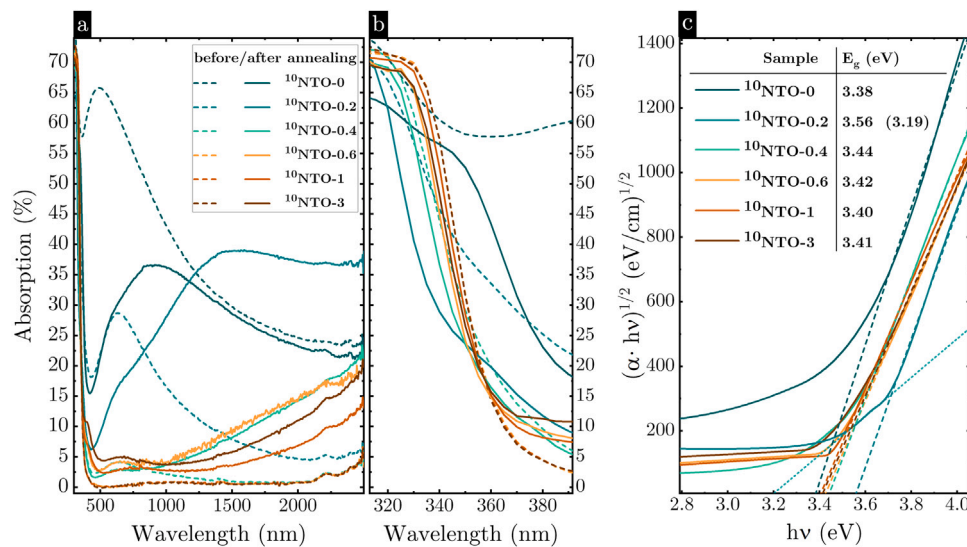 a
b
c
Absorption (%)
70
65
60
55
50
45
40
35
30
25
20
15
10
5
0
500 1000 1500 2000
Wavelength (nm)
before/after annealing
¹⁰NTO-0
¹⁰NTO-0.2
¹⁰NTO-0.4
¹⁰NTO-0.6
¹⁰NTO-1
¹⁰NTO-3
70
65
60
55
50
45
40
35
30
25
20
15
10
5
0
320 340 360 380
Wavelength (nm)
(α· hν)¹/² (eV/cm)¹/²
1400
1200
1000
800
600
400
200
2.8 3.0 3.2 3.4 3.6 3.8 4.0
hν (eV)
Sample E_g (eV)
¹⁰NTO-0 3.38
¹⁰NTO-0.2 3.56 (3.19)
¹⁰NTO-0.4 3.44
¹⁰NTO-0.6 3.42
¹⁰NTO-1 3.40
¹⁰NTO-3 3.41